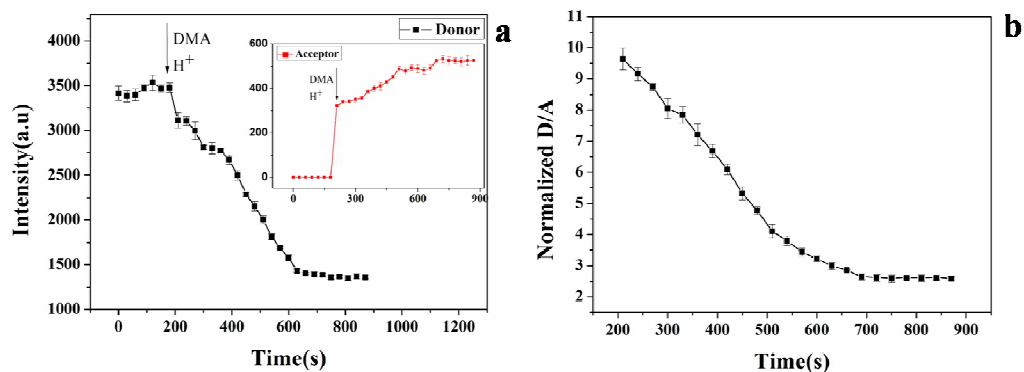 a
Donor
DMA
H+
4000
3500
3000
2500
2000
1500
1000
Intensity(a.u)
0 200 400 600 800 1000 1200
Time(s)
Acceptor
DMA
H+
600
400
200
0
0 300 600 900
b
11
10
9
8
7
6
5
4
3
2
Normalized D/A
200 300 400 500 600 700 800 900
Time(s)